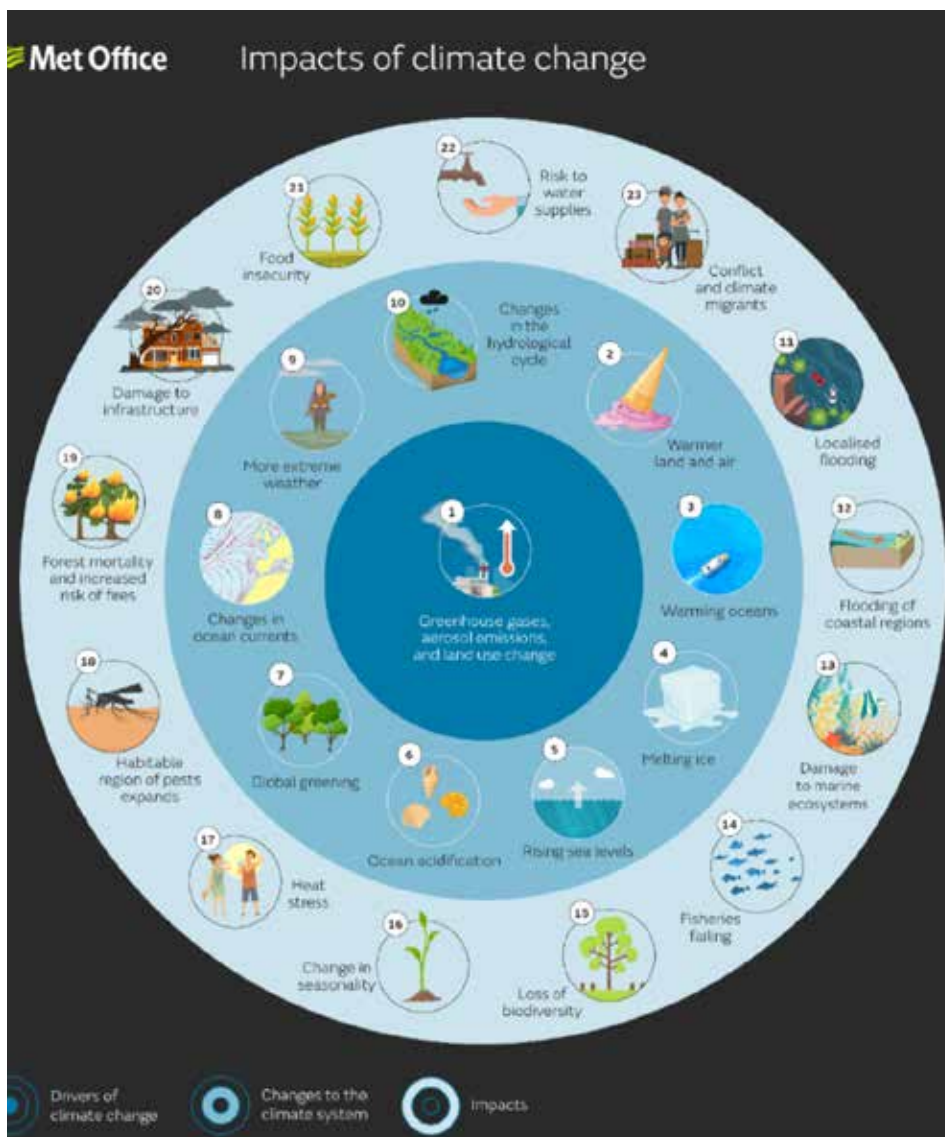 Met Office
Impacts of climate change
22
Risk to
water
supplies
23
Conflict
and climate
migrants
11
Localised
flooding
12
Flooding of
coastal regions
13
Damage
to marine
ecosystems
14
Fisheries
failing
15
Loss of
biodiversity
16
Change in
seasonality
17
Heat
stress
18
Habitable
region of pests
expands
19
Forest mortality
and increased
risk of fires
20
Damage to
infrastructure
21
Food
insecurity
10
Changes
in the
hydrological
cycle
2
Warmer
land and air
3
Warming oceans
4
Melting ice
5
Rising sea levels
6
Ocean acidification
7
Global greening
8
Changes in
ocean currents
9
More extreme
weather
1
Greenhouse gases,
aerosol emissions,
and land use change
Drivers of
climate change
Changes to the
climate system
Impacts